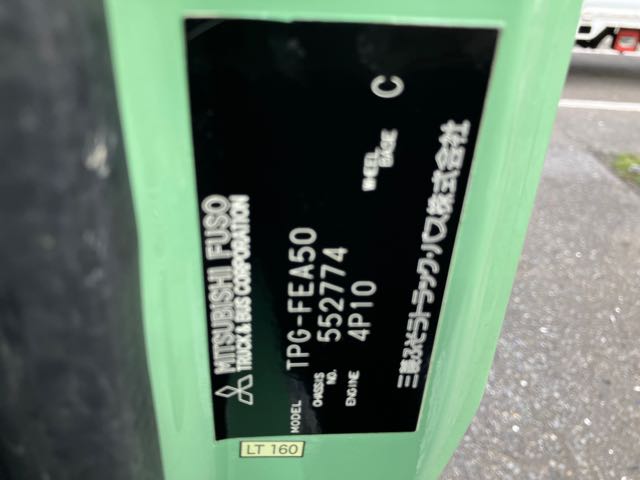 MITSUBISHI FUSO
TRUCK & BUS CORPORATION
MODEL TPG-FEA50
CHASSIS NO. 552774
ENGINE 4P10
WHEEL BASE C
三菱ふそうトラック・バス株式会社
LT 160